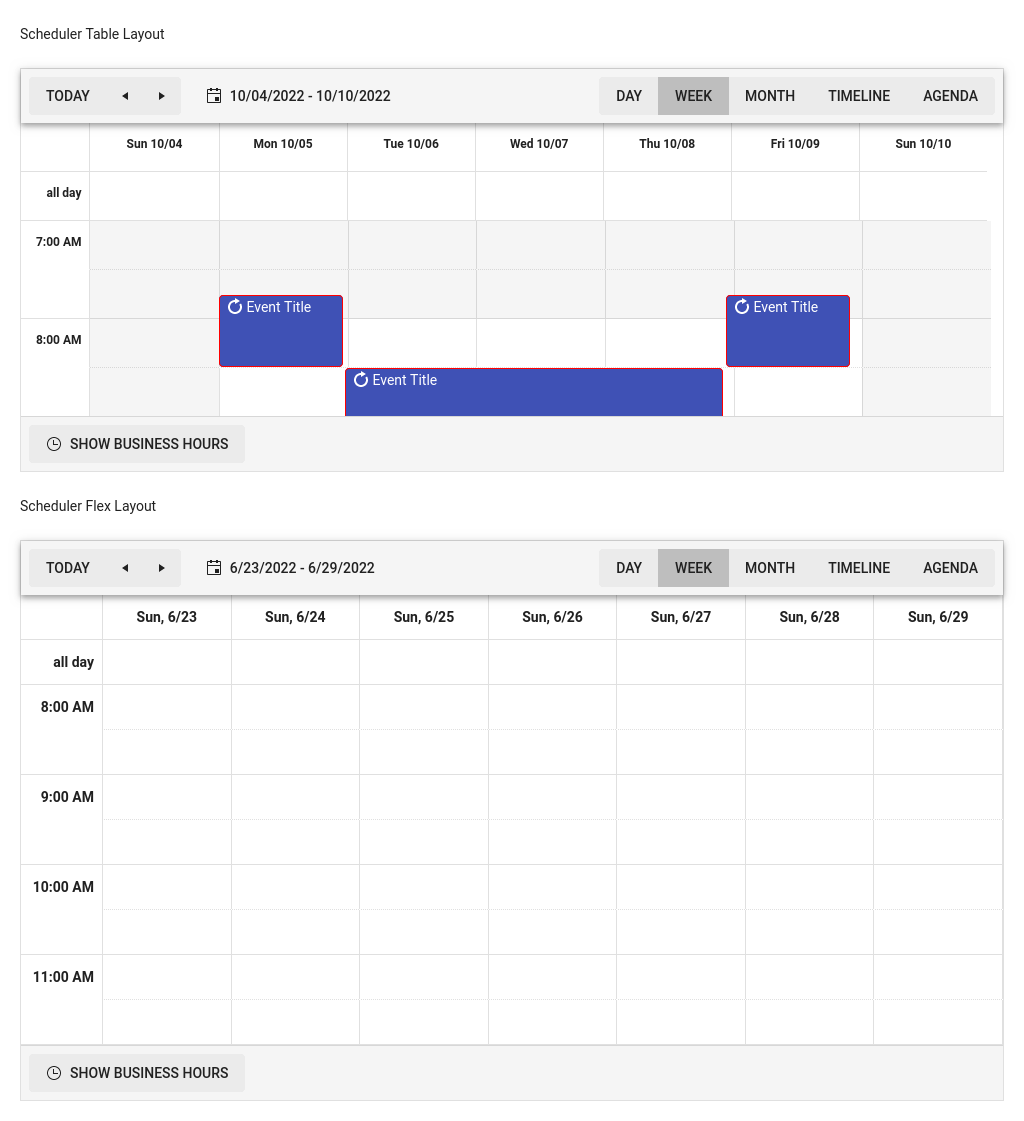 Scheduler Table Layout
TODAY 10/04/2022 - 10/10/2022 DAY WEEK MONTH TIMELINE AGENDA
Sun 10/04 Mon 10/05 Tue 10/06 Wed 10/07 Thu 10/08 Fri 10/09 Sun 10/10
all day
7:00 AM
Event Title Event Title
8:00 AM
Event Title
SHOW BUSINESS HOURS
Scheduler Flex Layout
TODAY 6/23/2022 - 6/29/2022 DAY WEEK MONTH TIMELINE AGENDA
Sun, 6/23 Sun, 6/24 Sun, 6/25 Sun, 6/26 Sun, 6/27 Sun, 6/28 Sun, 6/29
all day
8:00 AM
9:00 AM
10:00 AM
11:00 AM
SHOW BUSINESS HOURS